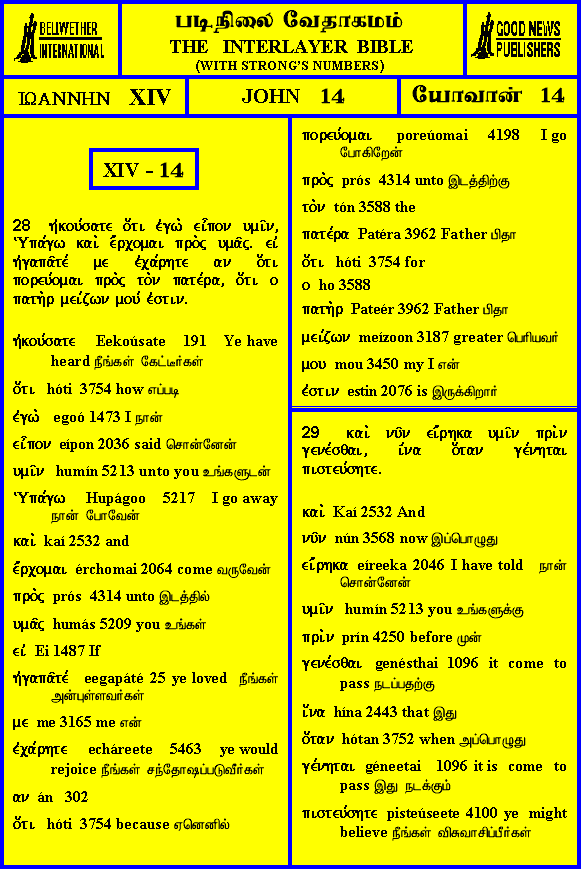 BELIWETHER
INTERNATIONAL
படிநிலை வேதாகமம்
THE INTERLAYER BIBLE
(WITH STRONG'S NUMBERS)
GOOD NEWS
PUBLISHERS
ΙΩΑΝΝΗΝ XIV
JOHN 14
யோவான் 14
XIV - 14
28 ἠκούσατε ὅτι ἐγὼ εἶπον υμῖν,
Ὑπάγω καὶ ἔρχομαι πρὸς υμᾶς. εἰ
ἠγαπᾶτέ με ἐχάρητε αν ὅτι
πορεύομαι πρὸς τὸν πατέρα, ὅτι ο
πατὴρ μείζων μού ἐστιν.
ἠκούσατε Eekoúsate 191 Ye have
heard நீங்கள் கேட்டீர்கள்
ὅτι hóti 3754 how எப்படி
ἐγὼ egoó 1473 I நான்
εἶπον eípon 2036 said சொன்னேன்
υμῖν humín 5213 unto you உங்களுடன்
Ὑπάγω Hupágoo 5217 I go away
நான் போவேன்
καὶ kaí 2532 and
ἔρχομαι érchomai 2064 come வருவேன்
πρὸς prós 4314 unto இடத்தில்
υμᾶς humás 5209 you உங்கள்
εἰ Ei 1487 If
ἠγαπᾶτέ eegapáté 25 ye loved நீங்கள்
அன்புள்ளவர்கள்
με me 3165 me என்
ἐχάρητε echáreete 5463 ye would
rejoice நீங்கள் சந்தோஷப்படுவீர்கள்
αν án 302
ὅτι hóti 3754 because ஏனெனில்
πορεύομαι poreúomai 4198 I go
போகிறேன்
πρὸς prós 4314 unto இடத்திற்கு
τὸν tón 3588 the
πατέρα Patéra 3962 Father பிதா
ὅτι hóti 3754 for
ο ho 3588
πατὴρ Pateér 3962 Father பிதா
μείζων meízoon 3187 greater பெரியவர்
μου mou 3450 my I என்
ἐστιν estin 2076 is இருக்கிறார்
29 καὶ νῦν εἴρηκα υμῖν πρὶν
γενέσθαι, ἵνα ὅταν γένηται
πιστεύσητε.
καὶ Kaí 2532 And
νῦν nún 3568 now இப்பொழுது
εἴρηκα eíreeka 2046 I have told நான்
சொன்னேன்
υμῖν humín 5213 you உங்களுக்கு
πρὶν prín 4250 before முன்
γενέσθαι genésthai 1096 it come to
pass நடப்பதற்கு
ἵνα hína 2443 that இது
ὅταν hótan 3752 when அப்பொழுது
γένηται géneetai 1096 it is come to
pass இது நடக்கும்
πιστεύσητε pisteúseete 4100 ye might
believe நீங்கள் விசுவாசிப்பீர்கள்